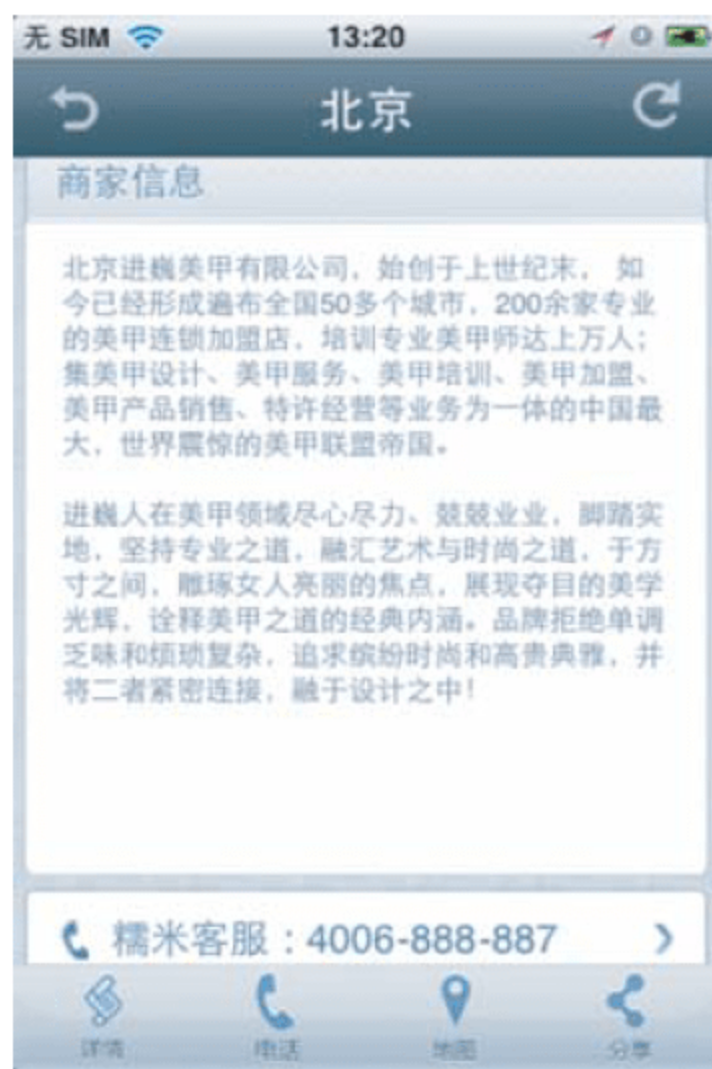 无 SIM 13:20
北京
商家信息
北京进巍美甲有限公司，始创于上世纪末， 如
今已经形成遍布全国50多个城市，200余家专业
的美甲连锁加盟店，培训专业美甲师达上万人；
集美甲设计、美甲服务、美甲培训、美甲加盟、
美甲产品销售、特许经营等业务为一体的中国最
大，世界震惊的美甲联盟帝国。
进巍人在美甲领域尽心尽力、兢兢业业，脚踏实
地，坚持专业之道，融汇艺术与时尚之道，于方
寸之间，雕琢女人亮丽的焦点，展现夺目的美学
光辉，诠释美甲之道的经典内涵。品牌拒绝单调
乏味和烦琐复杂，追求缤纷时尚和高贵典雅，并
将二者紧密连接，融于设计之中！
糯米客服：4006-888-887
详情 电话 地图 分享